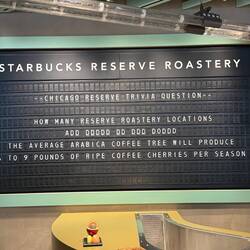 STARBUCKS RESERVE ROASTERY
--CHICAGO RESERVE TRIVIA QUESTION--
HOW MANY RESERVE ROASTERY LOCATIONS
THE AVERAGE ARABICA COFFEE TREE WILL PRODUCE
TO 9 POUNDS OF RIPE COFFEE CHERRIES PER SEASON